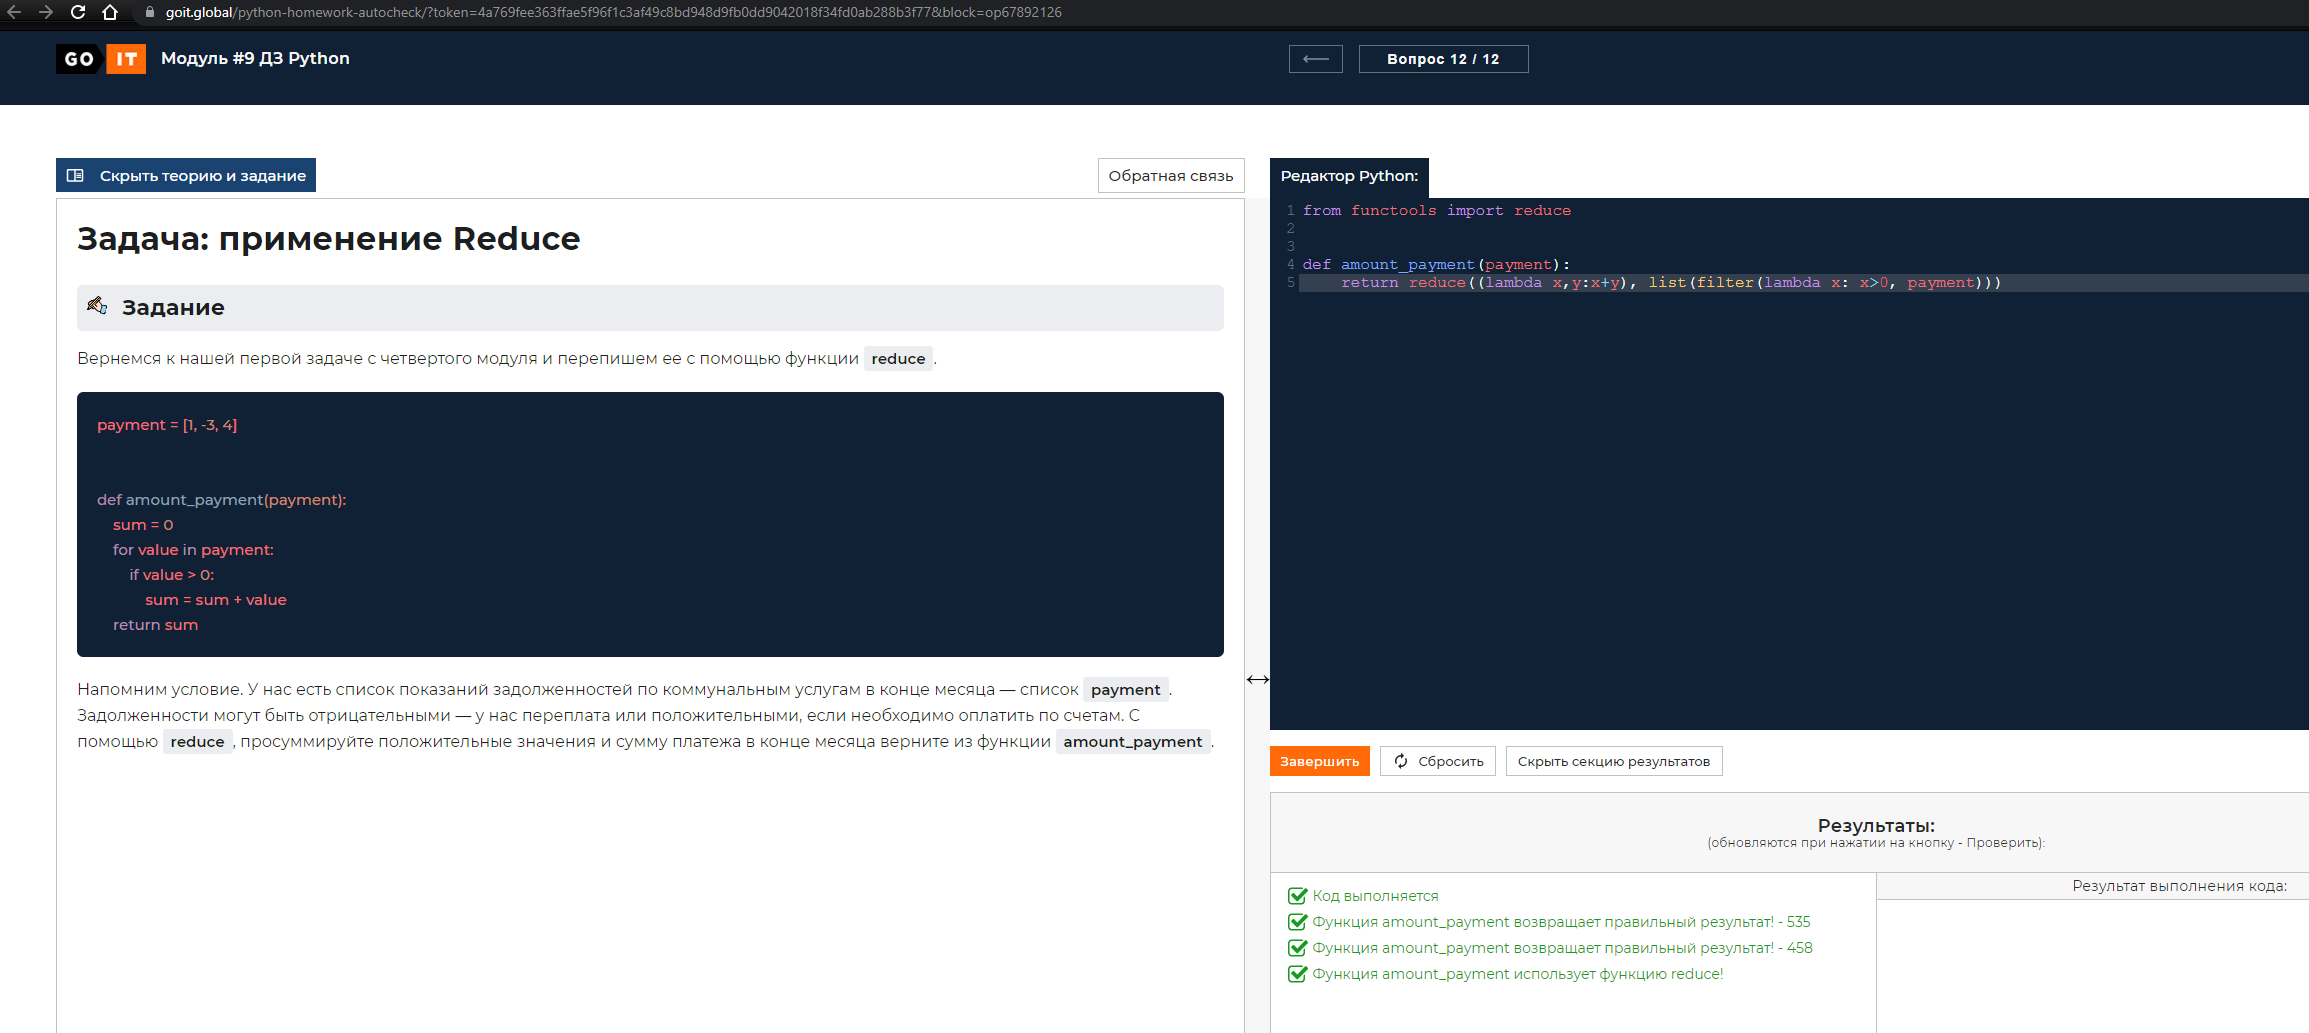 goit.global/python-homework-autocheck/?token=4a769fee363ffae5f96f1c3af49c8bd948d9fb0dd9042018f34fd0ab288b3f77&block=op67892126
GO IT Модуль #9 ДЗ Python
Вопрос 12 / 12
Скрыть теорию и задание
Обратная связь
Задача: применение Reduce
Задание
Вернемся к нашей первой задаче с четвертого модуля и перепишем ее с помощью функции reduce .
payment = [1, -3, 4]
def amount_payment(payment):
sum = 0
for value in payment:
if value > 0:
sum = sum + value
return sum
Напомним условие. У нас есть список показаний задолженностей по коммунальным услугам в конце месяца — список payment .
Задолженности могут быть отрицательными — у нас переплата или положительными, если необходимо оплатить по счетам. С
помощью reduce , просуммируйте положительные значения и сумму платежа в конце месяца верните из функции amount_payment .
Редактор Python:
1 from functools import reduce
2
3
4 def amount_payment(payment):
5 return reduce((lambda x,y:x+y), list(filter(lambda x: x>0, payment)))
Завершить
Сбросить
Скрыть секцию результатов
Результаты:
(обновляются при нажатии на кнопку - Проверить):
Код выполняется
Функция amount_payment возвращает правильный результат! - 535
Функция amount_payment возвращает правильный результат! - 458
Функция amount_payment использует функцию reduce!
Результат выполнения кода: